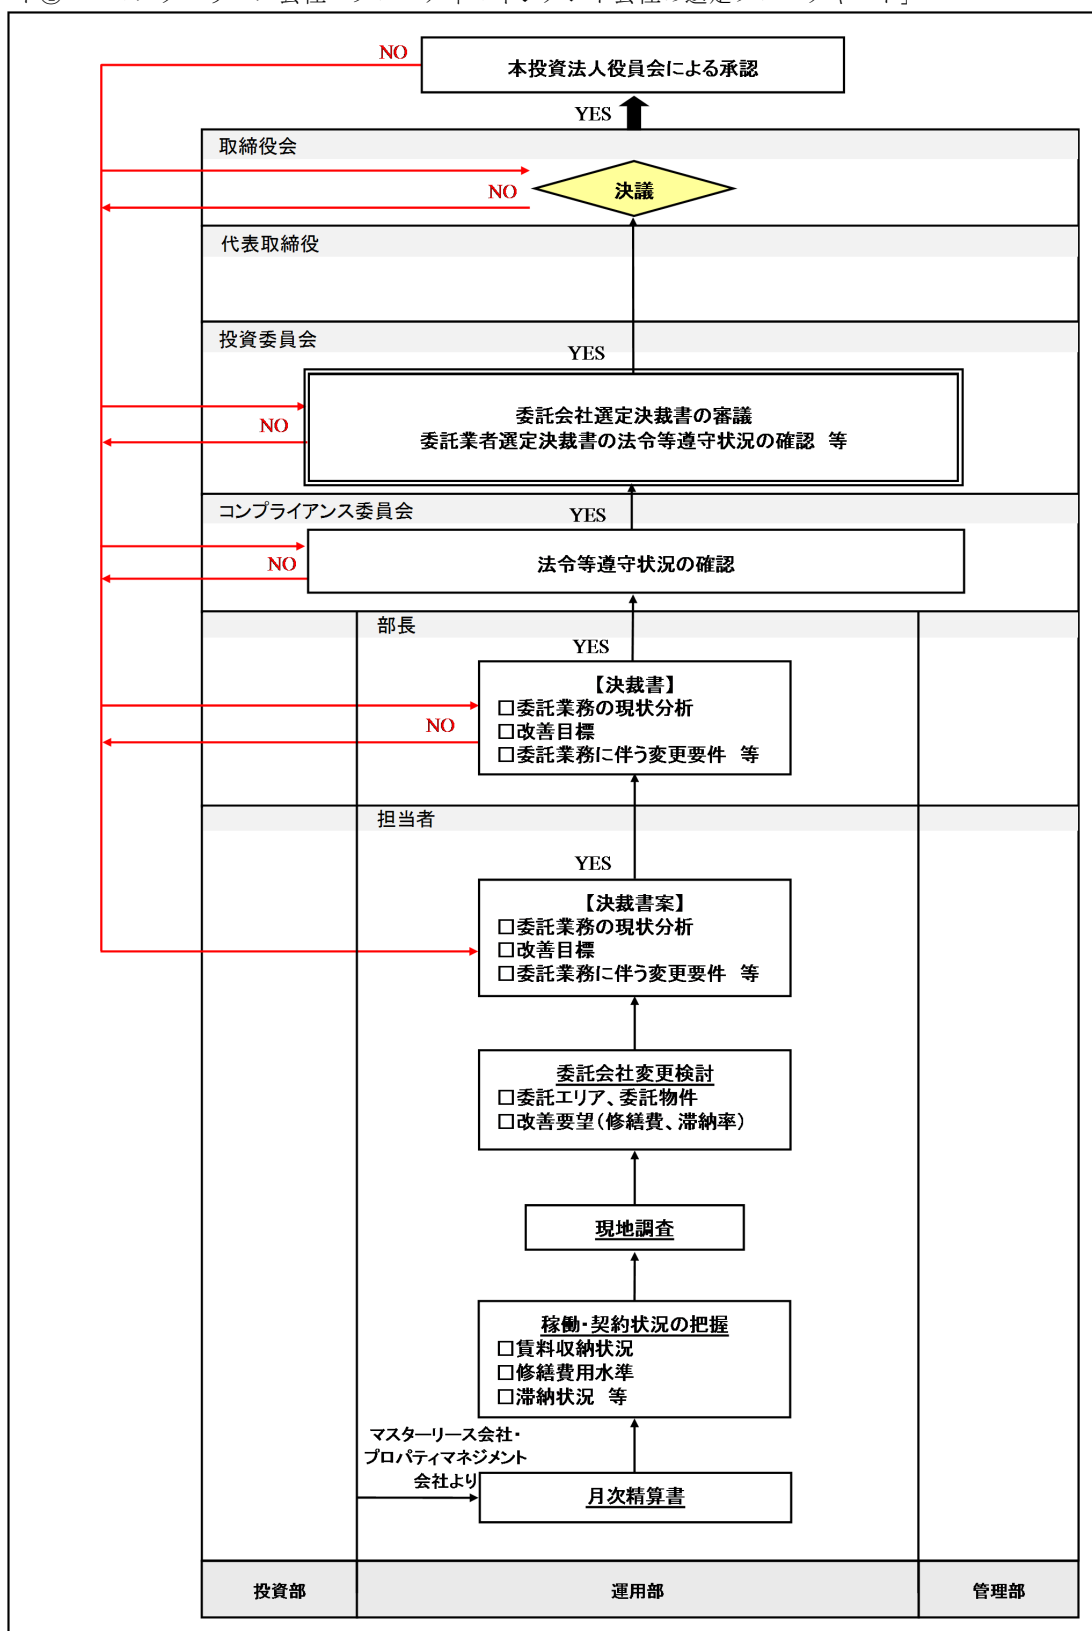 NO
本投資法人役員会による承認
YES
取締役会
決議
NO
代表取締役
投資委員会
YES
委託会社選定決裁書の審議
委託業者選定決裁書の法令等遵守状況の確認 等
NO
コンプライアンス委員会
YES
法令等遵守状況の確認
NO
部長
YES
【決裁書】
□委託業務の現状分析
□改善目標
□委託業務に伴う変更要件 等
NO
担当者
YES
【決裁書案】
□委託業務の現状分析
□改善目標
□委託業務に伴う変更要件 等
委託会社変更検討
□委託エリア、委託物件
□改善要望(修繕費、滞納率)
現地調査
稼働・契約状況の把握
□賃料収納状況
□修繕費用水準
□滞納状況 等
マスターリース会社・
プロパティマネジメント
会社より
月次精算書
投資部
運用部
管理部